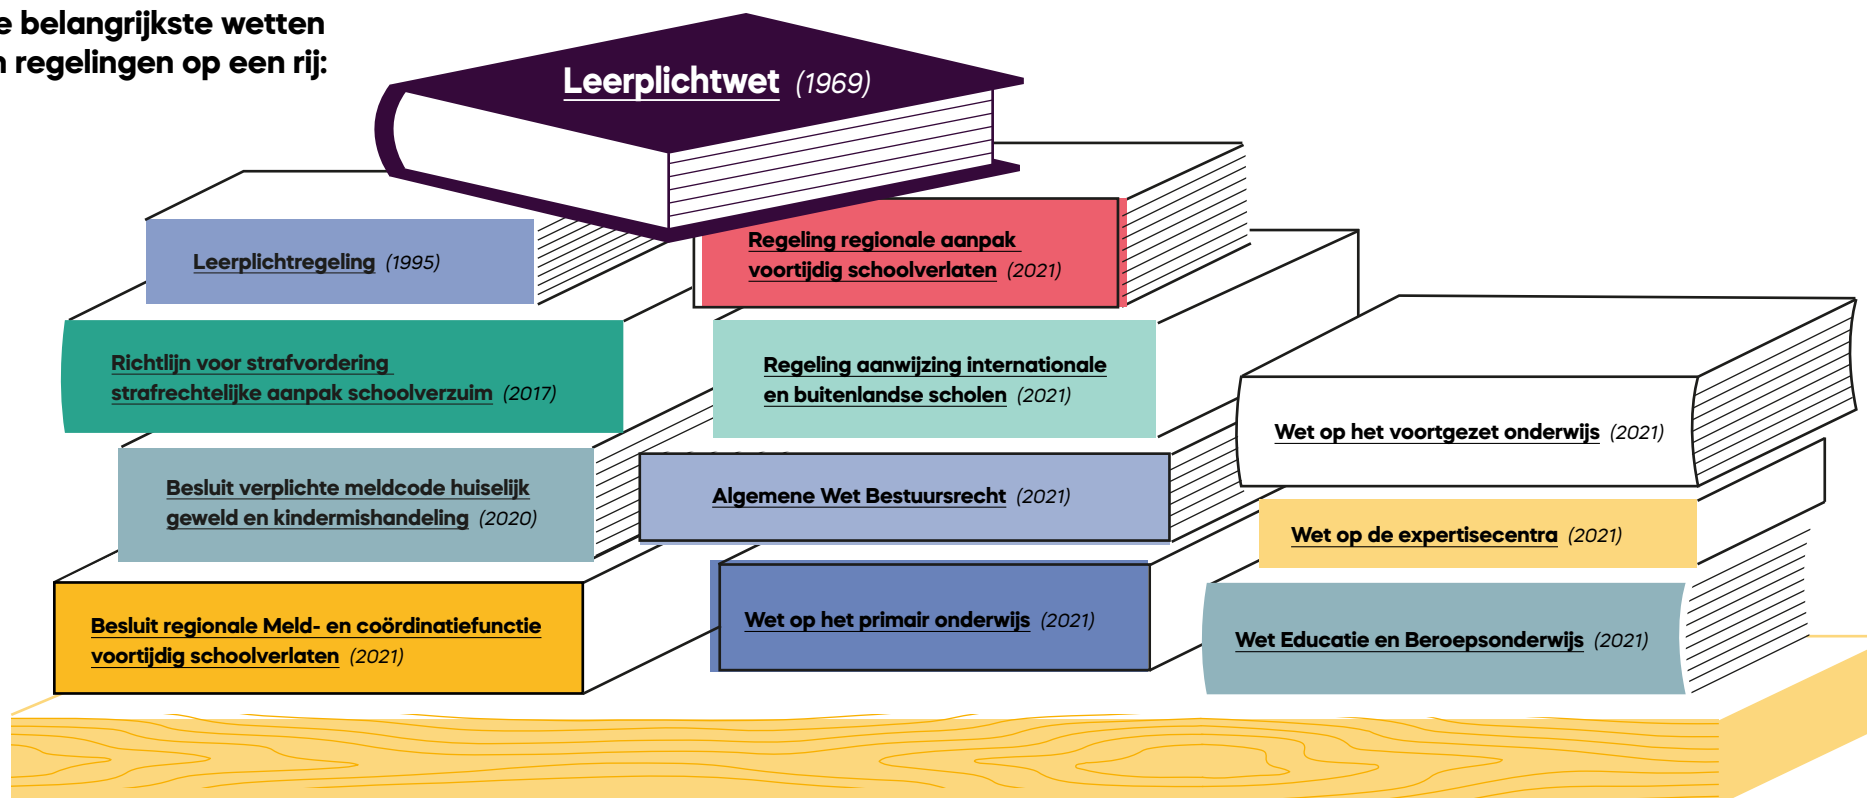 e belangrijkste wetten
n regelingen op een rij:
Leerplichtwet (1969)
Leerplichtregeling (1995)
Regeling regionale aanpak
voortijdig schoolverlaten (2021)
Richtlijn voor strafvordering
strafrechtelijke aanpak schoolverzuim (2017)
Regeling aanwijzing internationale
en buitenlandse scholen (2021)
Wet op het voortgezet onderwijs (2021)
Besluit verplichte meldcode huiselijk
geweld en kindermishandeling (2020)
Algemene Wet Bestuursrecht (2021)
Wet op de expertisecentra (2021)
Besluit regionale Meld- en coördinatiefunctie
voortijdig schoolverlaten (2021)
Wet op het primair onderwijs (2021)
Wet Educatie en Beroepsonderwijs (2021)